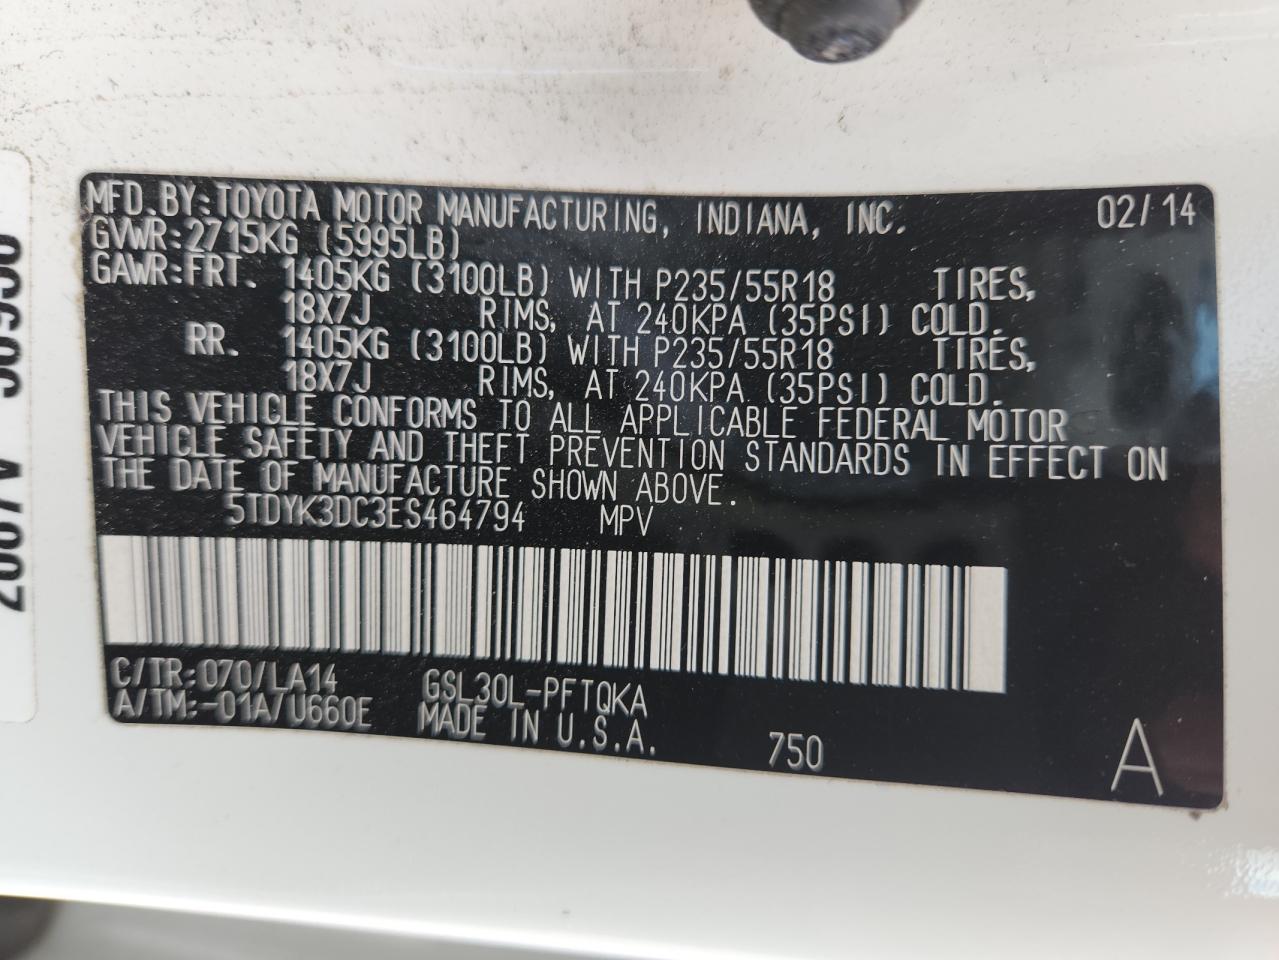 MFD. BY: TOYOTA MOTOR MANUFACTURING, INDIANA, INC. 02/14
GVWR: 2715KG (5995LB)
GAWR: FRT. 1405KG (3100LB) WITH P235/55R18 TIRES,
18X7J RIMS, AT 240KPA (35PSI) COLD.
RR. 1405KG (3100LB) WITH P235/55R18 TIRES,
18X7J RIMS, AT 240KPA (35PSI) COLD.
THIS VEHICLE CONFORMS TO ALL APPLICABLE FEDERAL MOTOR
VEHICLE SAFETY AND THEFT PREVENTION STANDARDS IN EFFECT ON
THE DATE OF MANUFACTURE SHOWN ABOVE.
5TDYK3DC3ES464794 MPV
C/TR: 070/LA14 GSL30L-PFTQKA
A/TM: -01A/U660E MADE IN U.S.A. 750 A